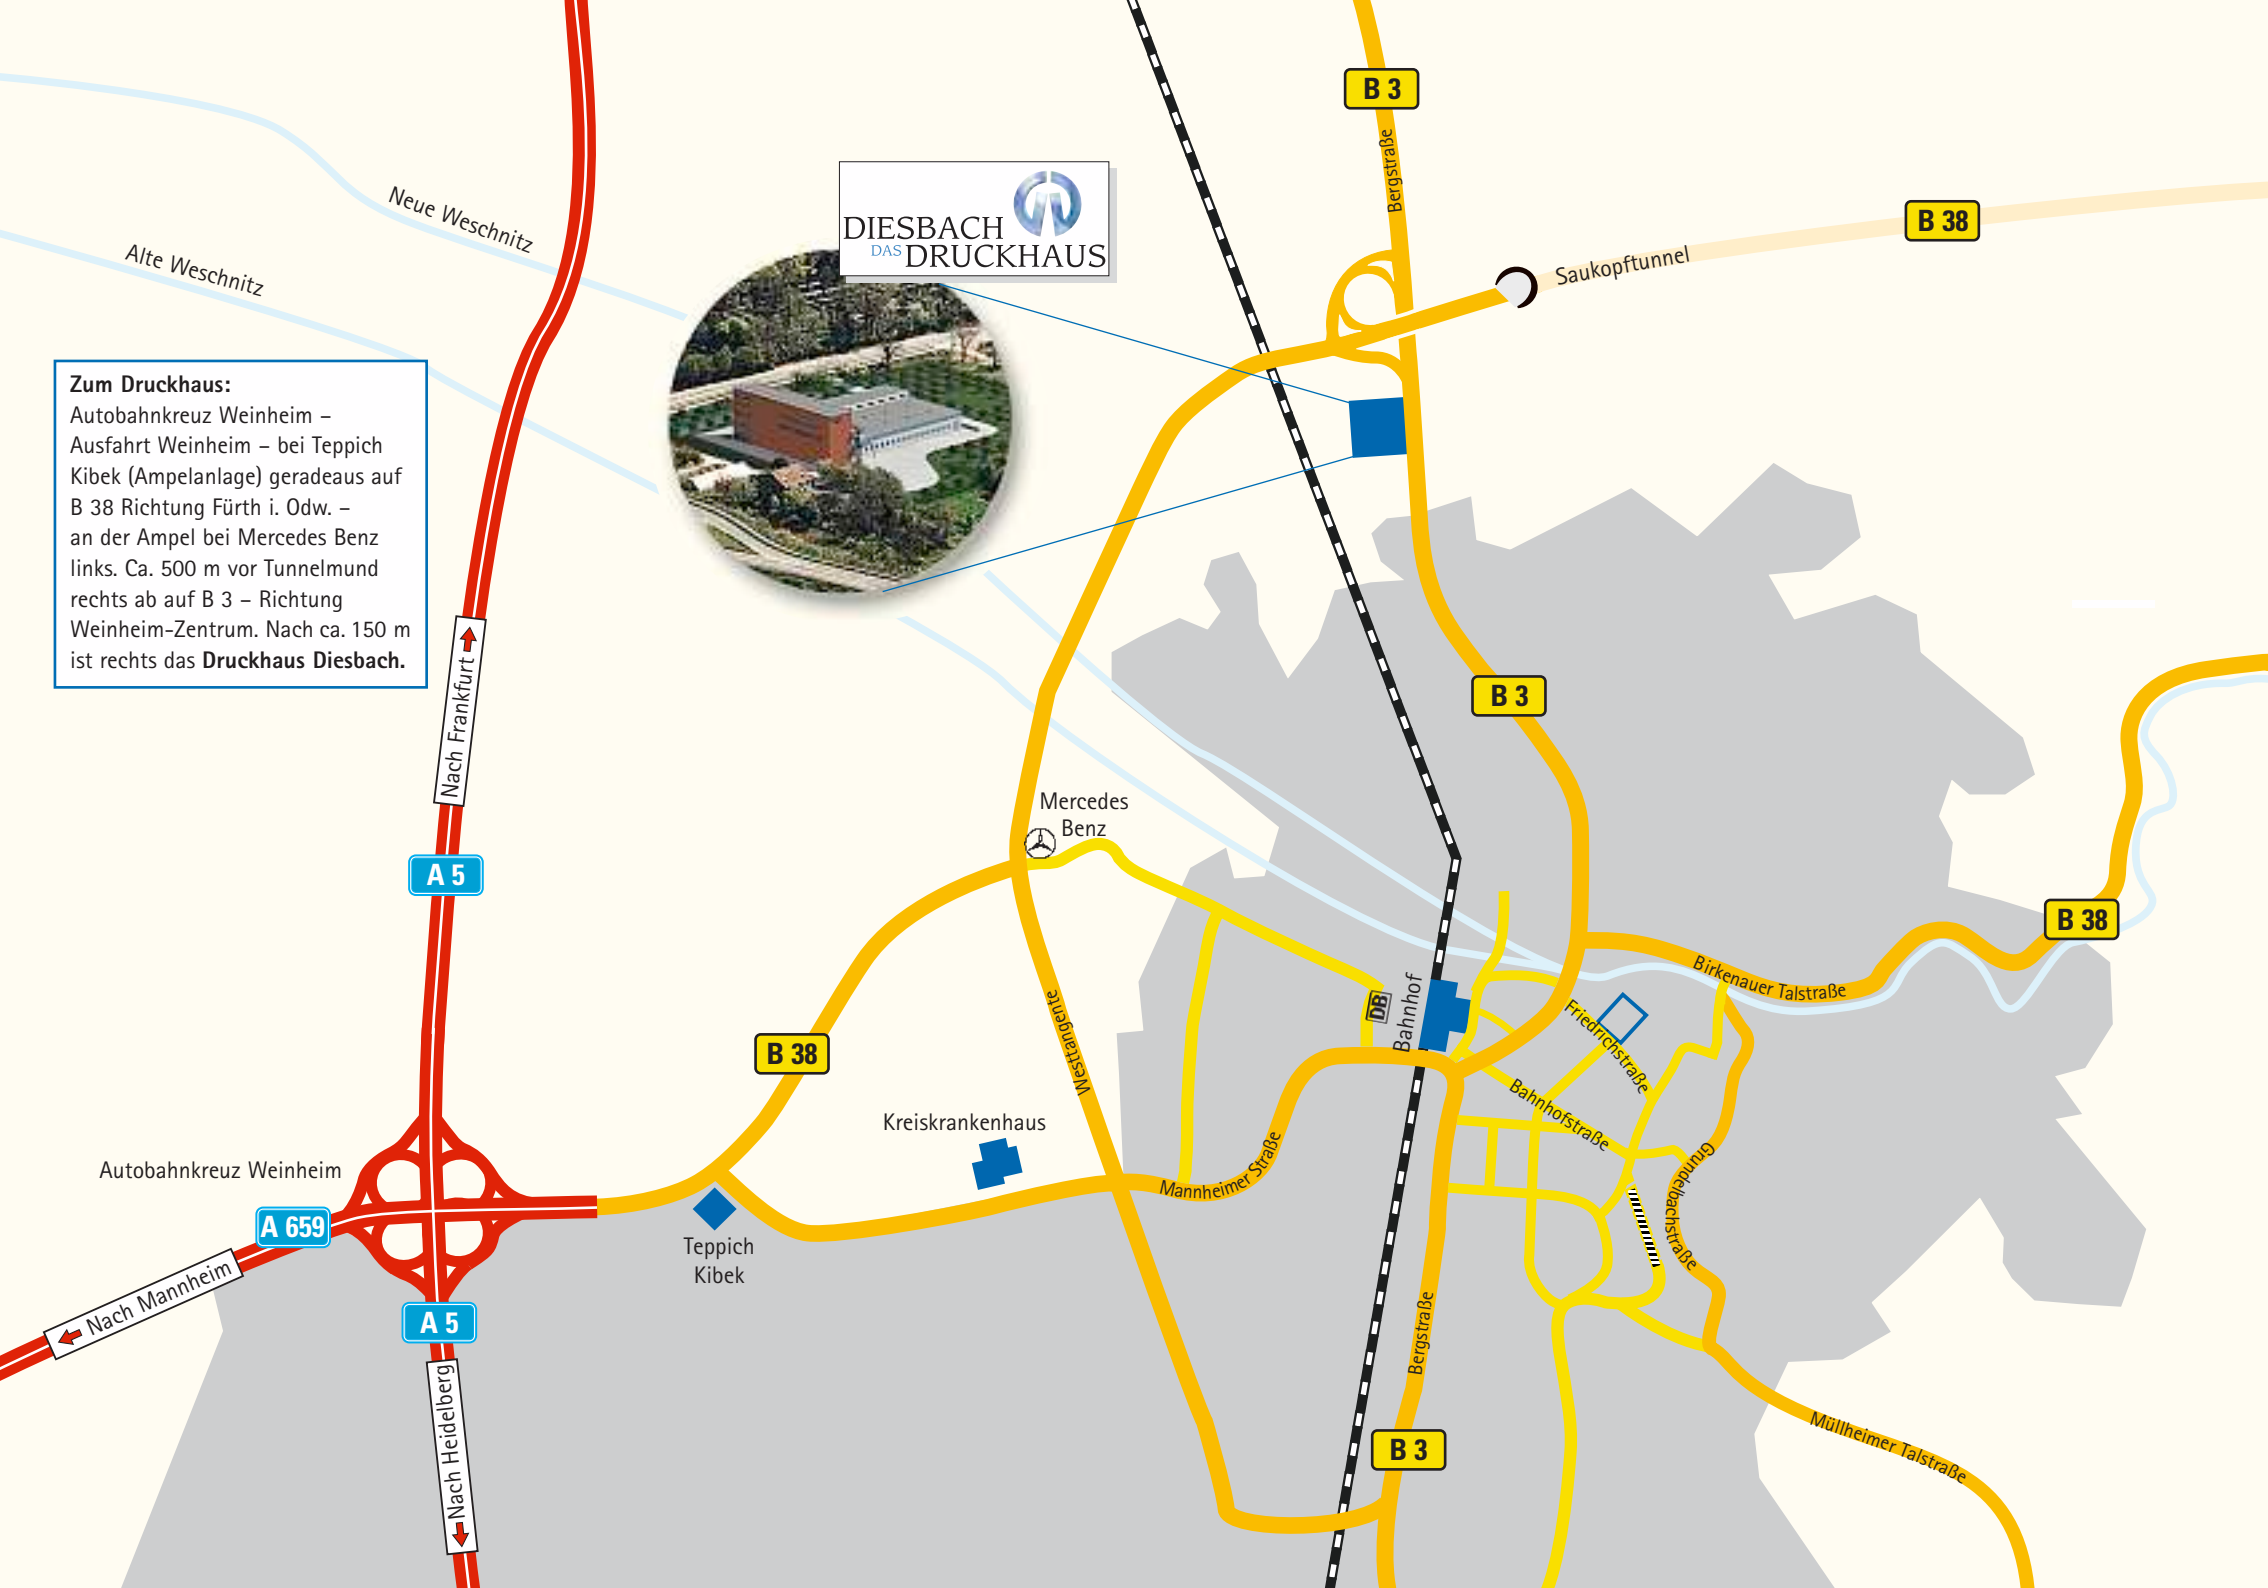 B 3
Bergstraße
DIESBACH
DAS DRUCKHAUS
B 38
Saukopftunnel
Neue Weschnitz
Alte Weschnitz
Zum Druckhaus:
Autobahnkreuz Weinheim –
Ausfahrt Weinheim – bei Teppich
Kibek (Ampelanlage) geradeaus auf
B 38 Richtung Fürth i. Odw. –
an der Ampel bei Mercedes Benz
links. Ca. 500 m vor Tunnelmund
rechts ab auf B 3 – Richtung
Weinheim-Zentrum. Nach ca. 150 m
ist rechts das Druckhaus Diesbach.
Nach Frankfurt
B 3
Mercedes
Benz
A 5
B 38
Birkenauer Talstraße
Bahnhof
DB
Westtangente
Friedrichstraße
B 38
Bahnhofstraße
Kreiskrankenhaus
Grundelbachstraße
Mannheimer Straße
Autobahnkreuz Weinheim
A 659
Teppich
Kibek
Nach Mannheim
A 5
Bergstraße
Nach Heidelberg
B 3
Müllheimer Talstraße